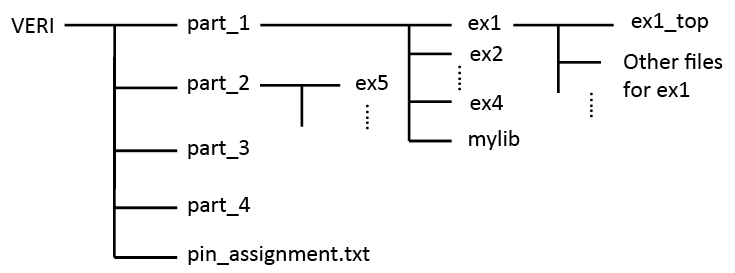 VERI part_1 ex1 ex1_top
ex2 Other files
for ex1
part_2 ex5
ex4
mylib
part_3
part_4
pin_assignment.txt